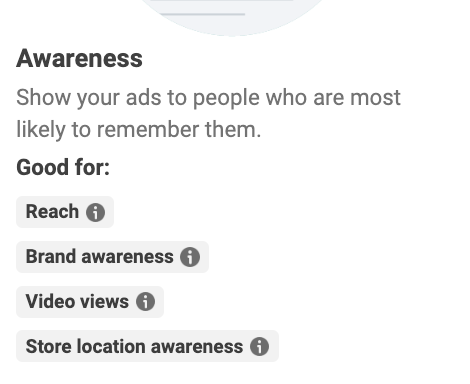 Awareness
Show your ads to people who are most
likely to remember them.
Good for:
Reach
Brand awareness
Video views
Store location awareness